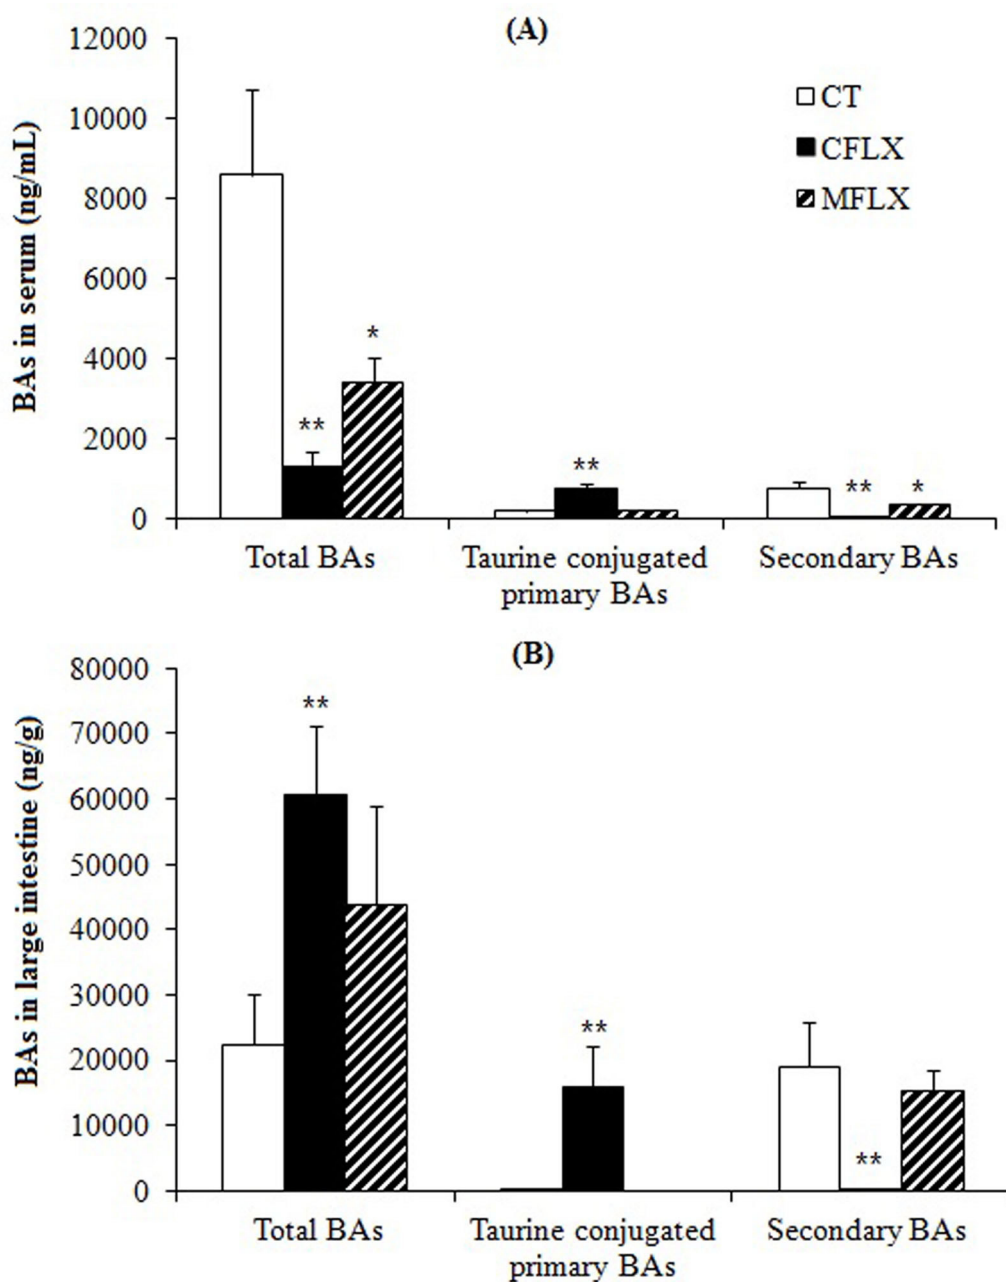 (A)
BAs in serum (ng/mL)
12000
10000
8000
6000
4000
2000
0
CT
CFLX
MFLX
**
*
**
**
*
Total BAs
Taurine conjugated
primary BAs
Secondary BAs
(B)
BAs in large intestine (ng/g)
80000
70000
60000
50000
40000
30000
20000
10000
0
**
**
**
Total BAs
Taurine conjugated
primary BAs
Secondary BAs